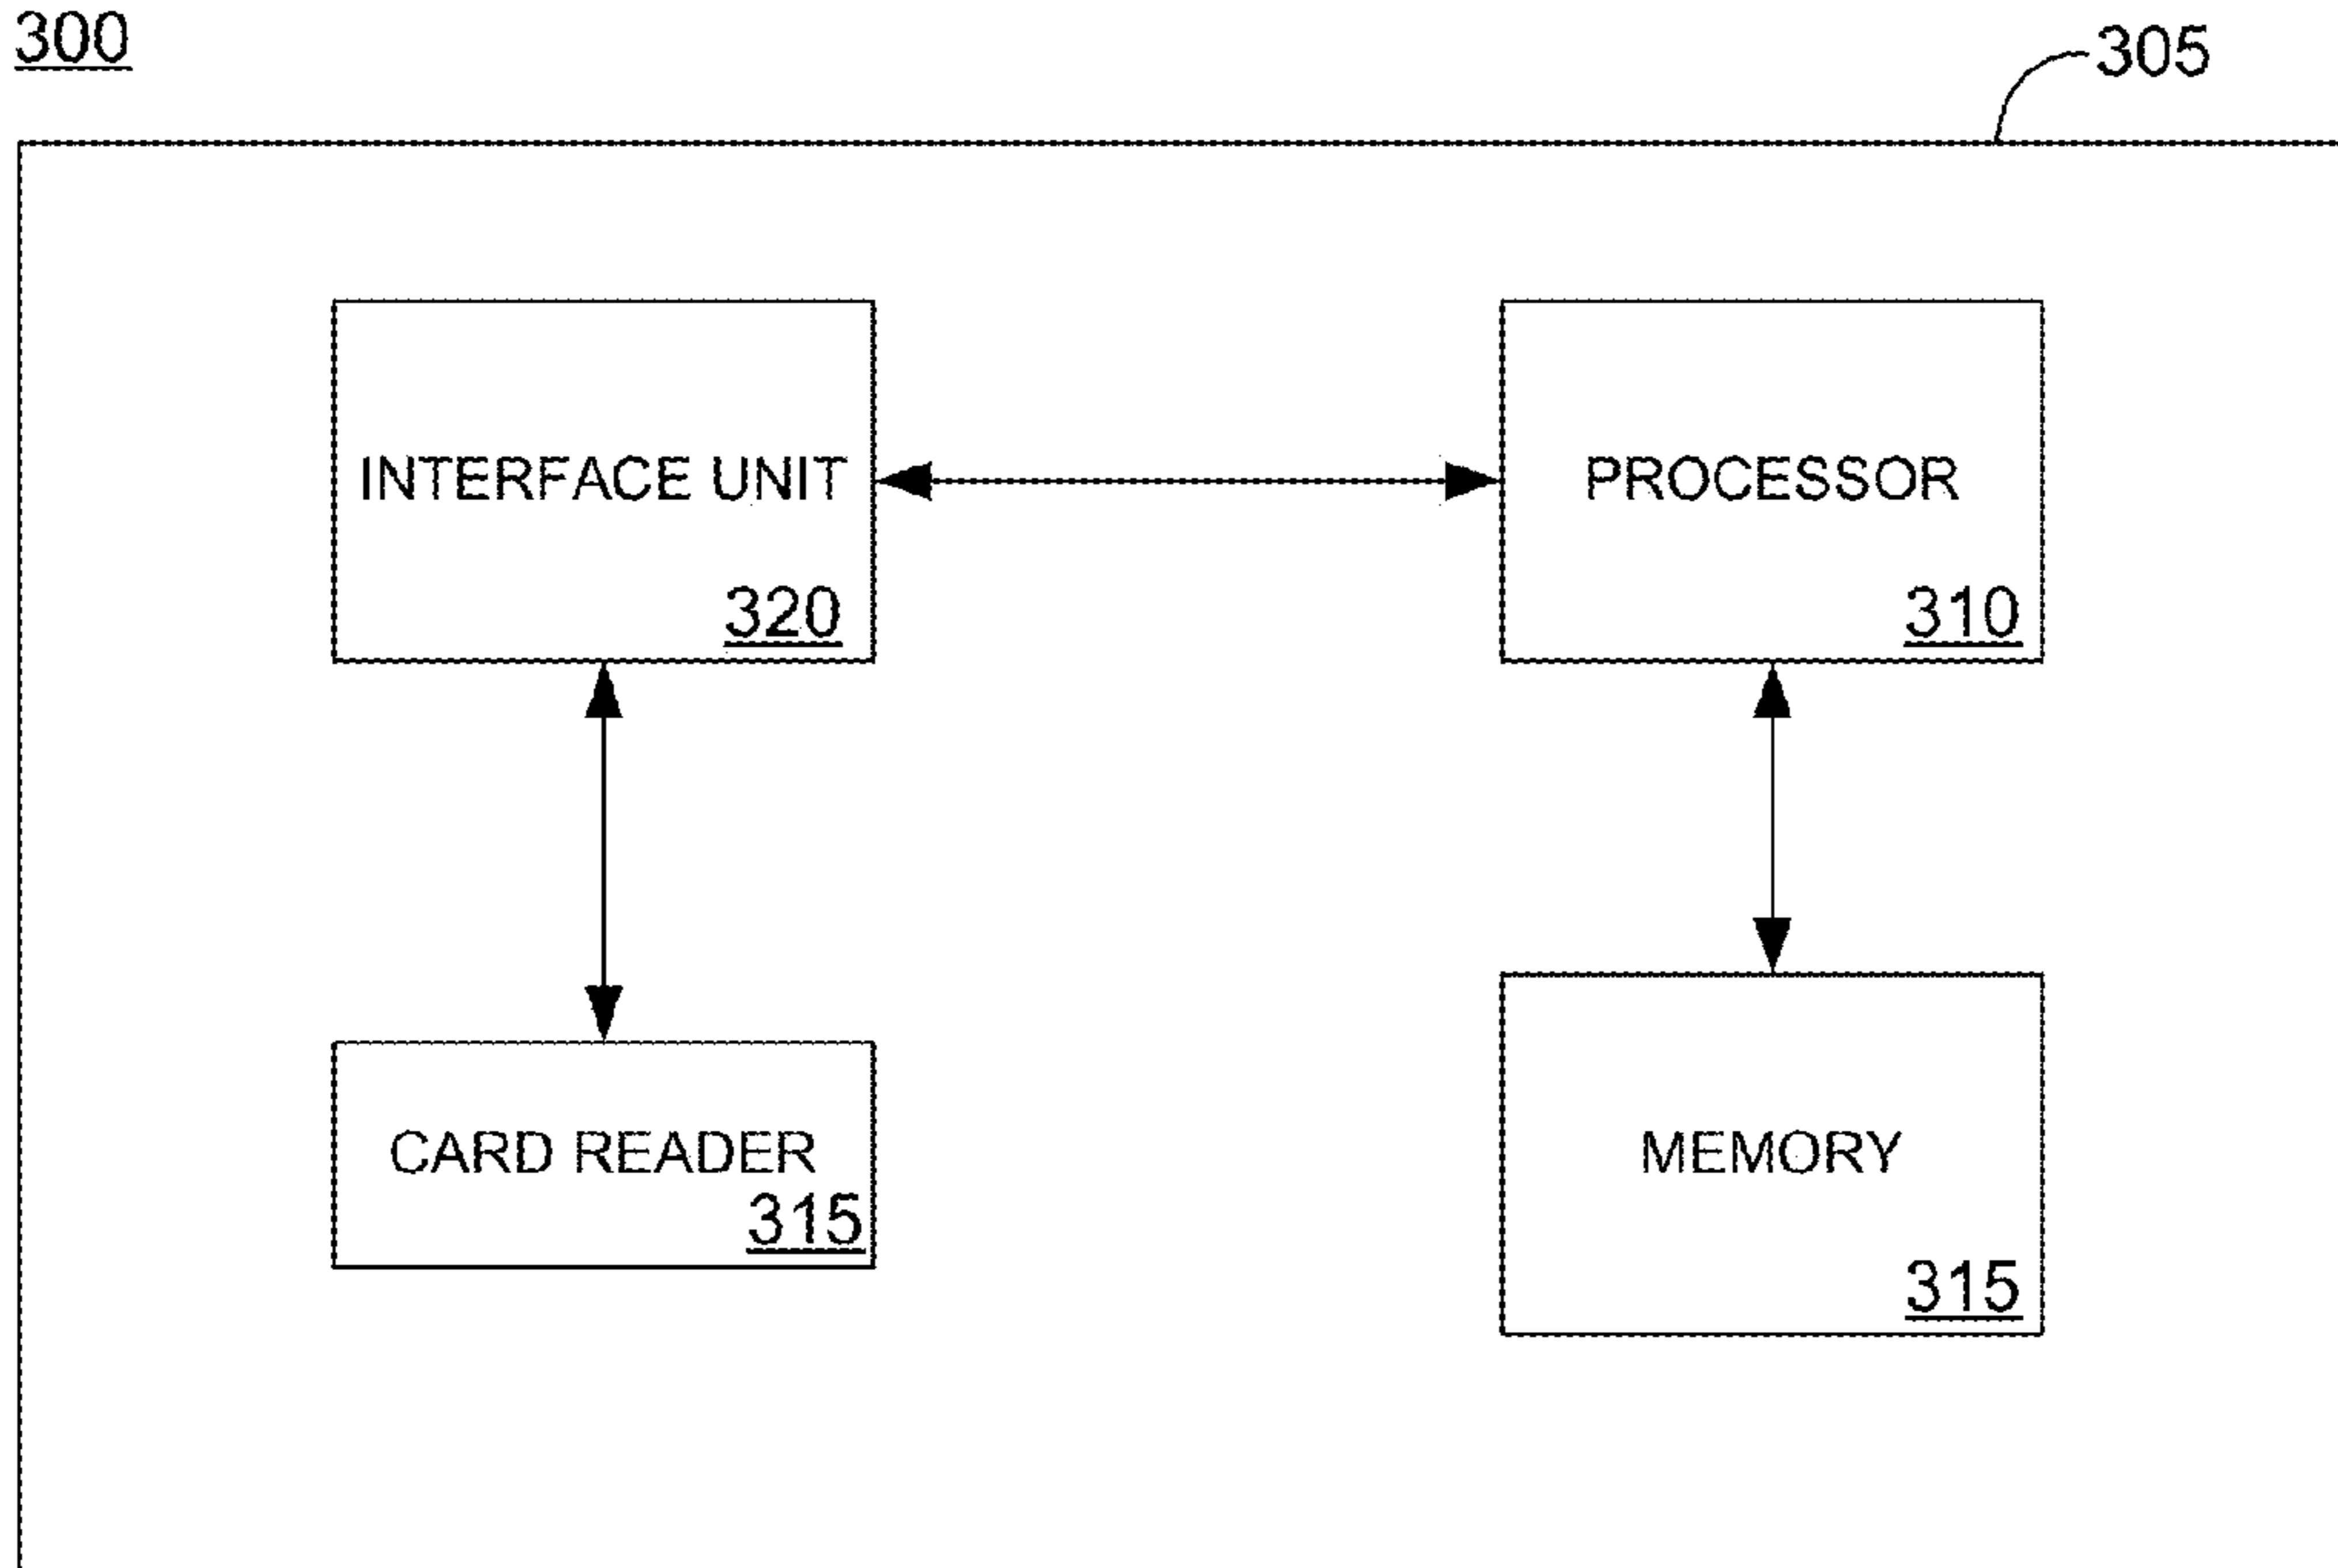 300
305
INTERFACE UNIT
320
PROCESSOR
310
CARD READER
315
MEMORY
315